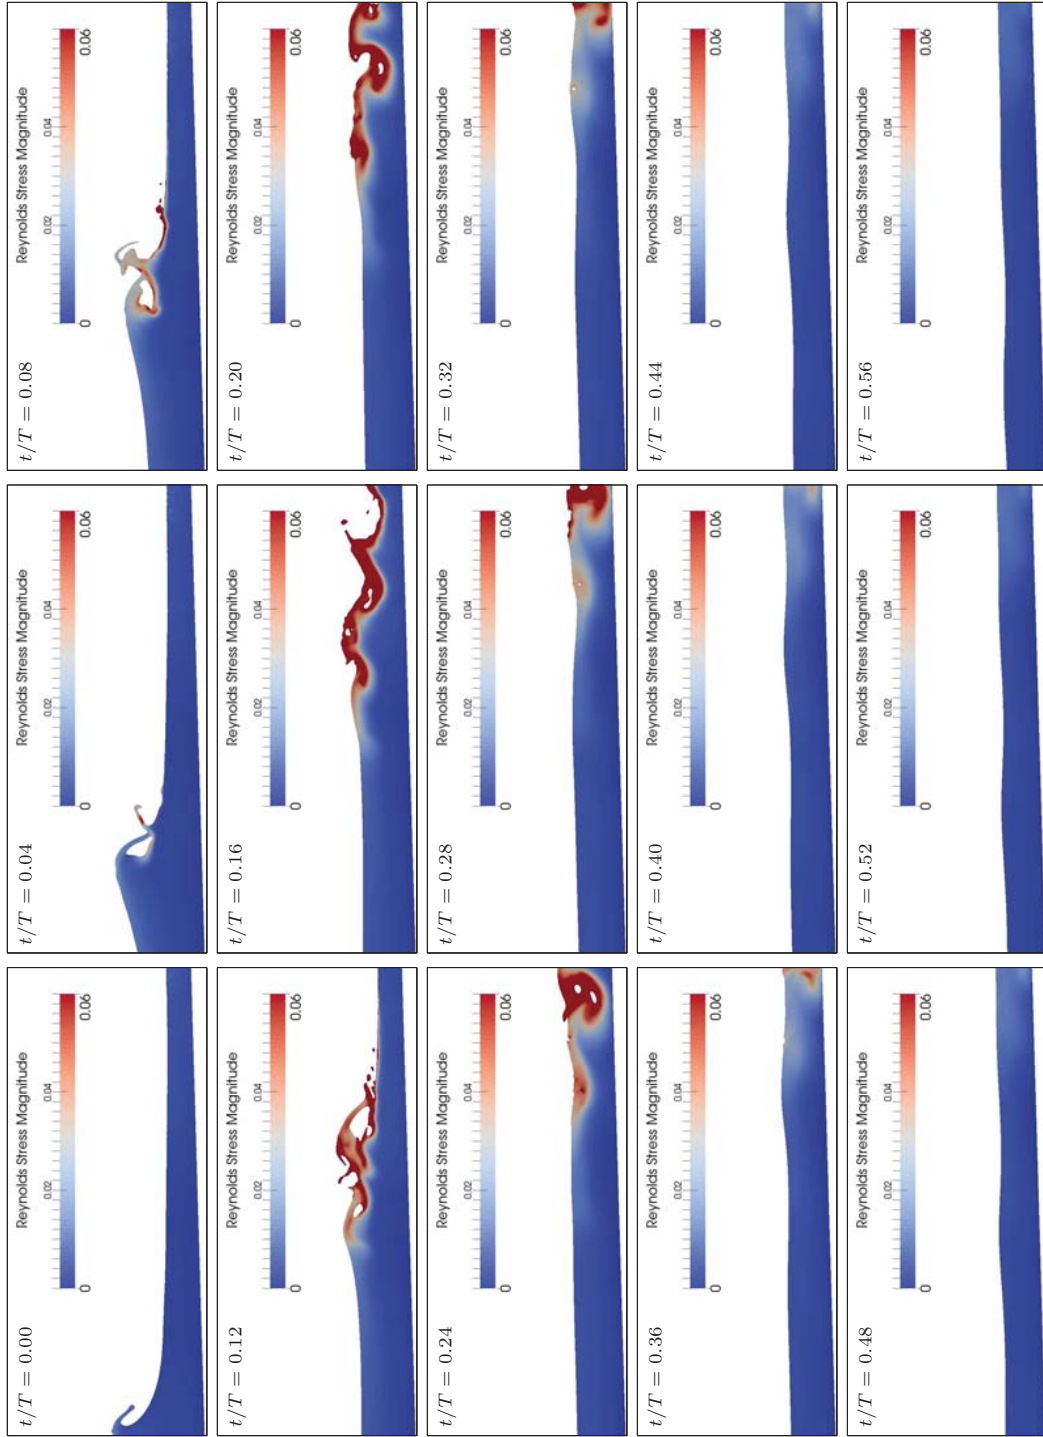 t/T = 0.00
Reynolds Stress Magnitude
0.02 0.04
0 0.06
t/T = 0.04
Reynolds Stress Magnitude
0.02 0.04
0 0.06
t/T = 0.08
Reynolds Stress Magnitude
0.02 0.04
0 0.06
t/T = 0.12
Reynolds Stress Magnitude
0.02 0.04
0 0.06
t/T = 0.16
Reynolds Stress Magnitude
0.02 0.04
0 0.06
t/T = 0.20
Reynolds Stress Magnitude
0.02 0.04
0 0.06
t/T = 0.24
Reynolds Stress Magnitude
0.02 0.04
0 0.06
t/T = 0.28
Reynolds Stress Magnitude
0.02 0.04
0 0.06
t/T = 0.32
Reynolds Stress Magnitude
0.02 0.04
0 0.06
t/T = 0.36
Reynolds Stress Magnitude
0.02 0.04
0 0.06
t/T = 0.40
Reynolds Stress Magnitude
0.02 0.04
0 0.06
t/T = 0.44
Reynolds Stress Magnitude
0.02 0.04
0 0.06
t/T = 0.48
Reynolds Stress Magnitude
0.02 0.04
0 0.06
t/T = 0.52
Reynolds Stress Magnitude
0.02 0.04
0 0.06
t/T = 0.56
Reynolds Stress Magnitude
0.02 0.04
0 0.06